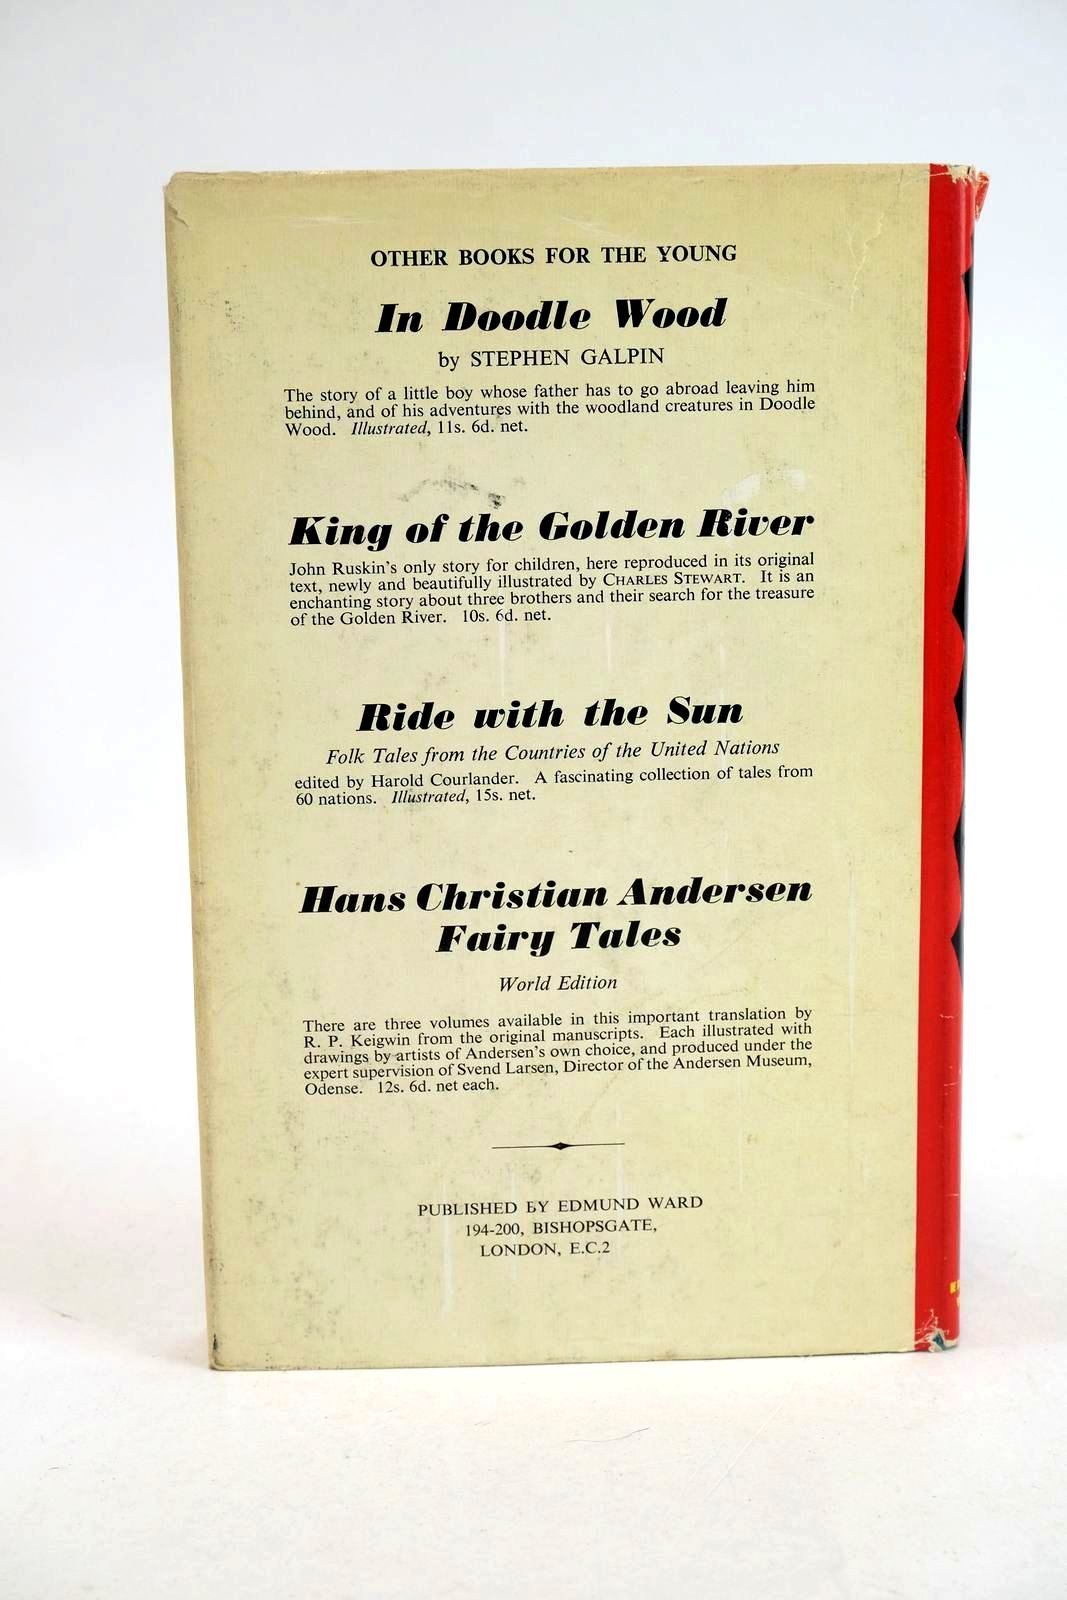 OTHER BOOKS FOR THE YOUNG
In Doodle Wood
by STEPHEN GALPIN
The story of a little boy whose father has to go abroad leaving him
behind, and of his adventures with the woodland creatures in Doodle
Wood. Illustrated, 11s. 6d. net.
King of the Golden River
John Ruskin's only story for children, here reproduced in its original
text, newly and beautifully illustrated by CHARLES STEWART. It is an
enchanting story about three brothers and their search for the treasure
of the Golden River. 10s. 6d. net.
Ride with the Sun
Folk Tales from the Countries of the United Nations
edited by Harold Courlander. A fascinating collection of tales from
60 nations. Illustrated, 15s. net.
Hans Christian Andersen
Fairy Tales
World Edition
There are three volumes available in this important translation by
R. P. Keigwin from the original manuscripts. Each illustrated with
drawings by artists of Andersen's own choice, and produced under the
expert supervision of Svend Larsen, Director of the Andersen Museum,
Odense. 12s. 6d. net each.
PUBLISHED BY EDMUND WARD
194-200, BISHOPSGATE,
LONDON, E.C.2